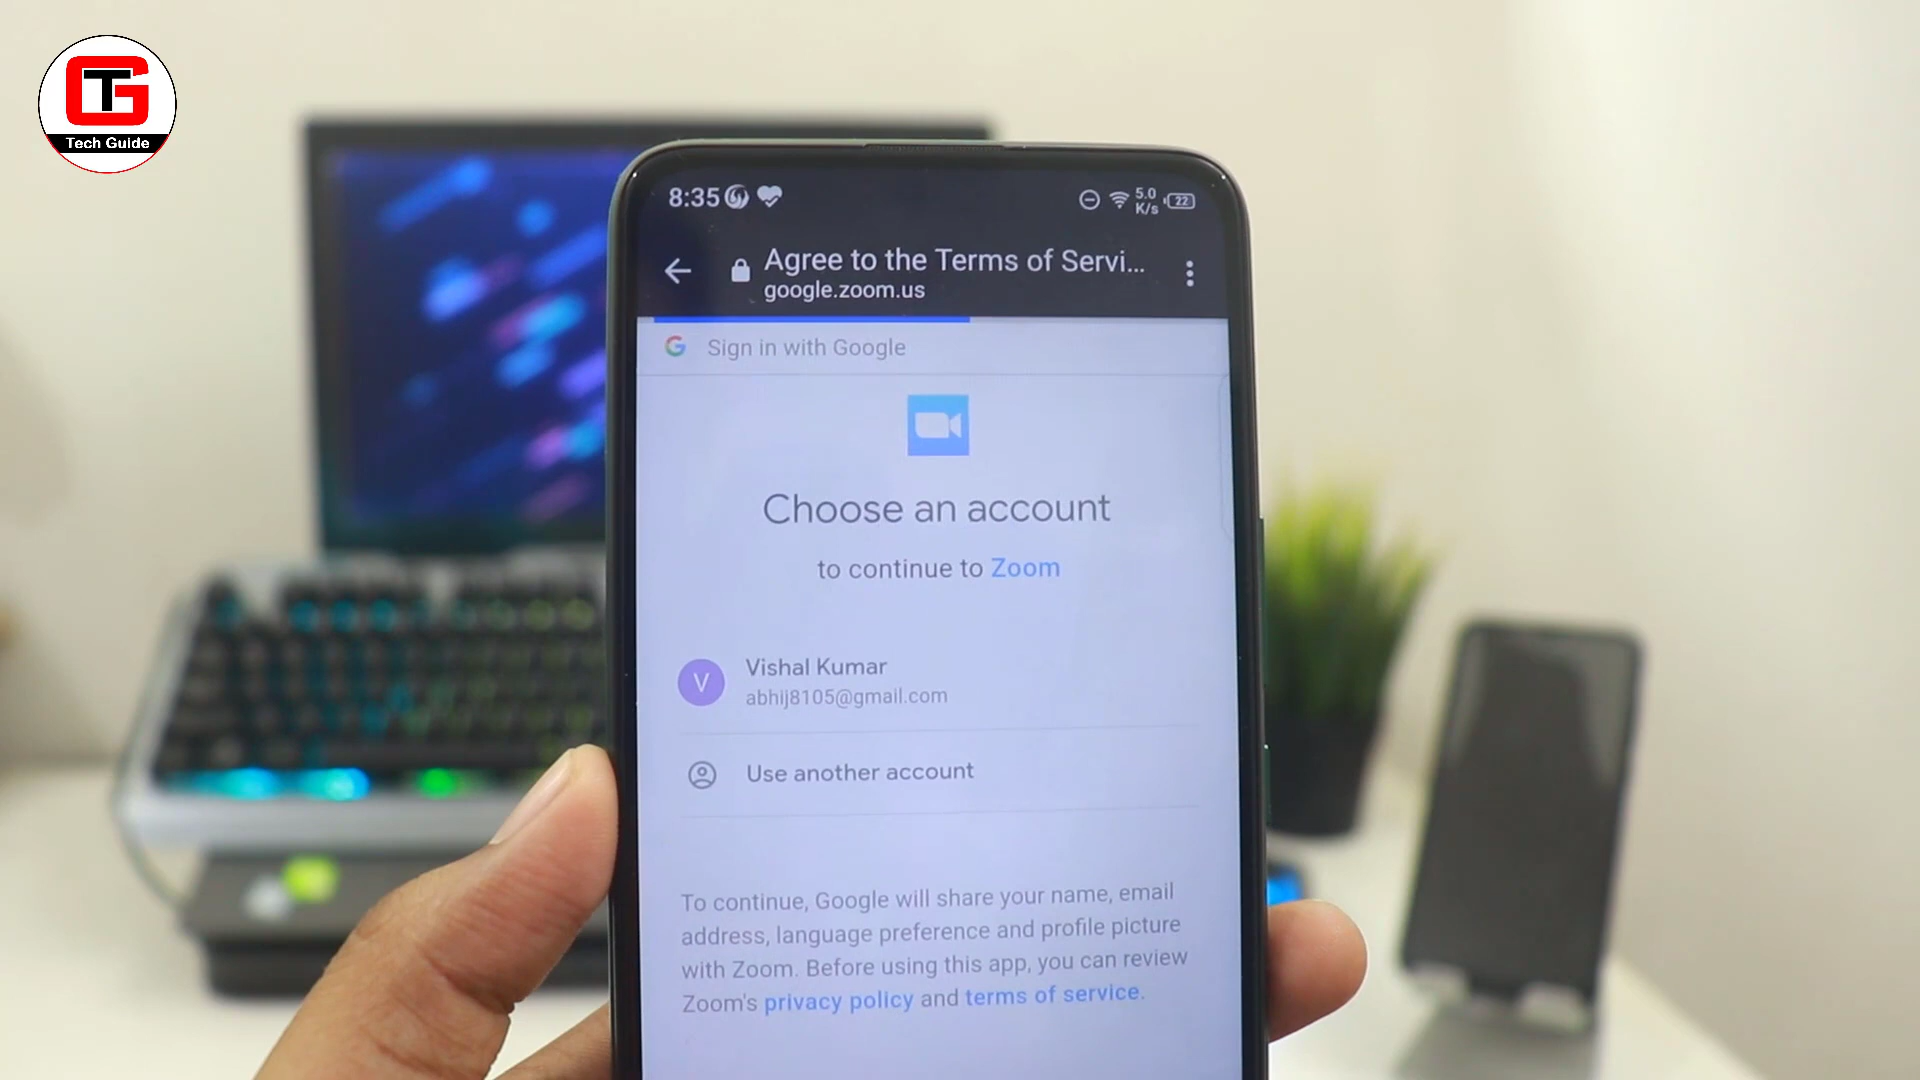 TG
Tech Guide
8:35
5.0
K/s
22
Agree to the Terms of Servi...
google.zoom.us
G
Sign in with Google
Choose an account
to continue to Zoom
V
Vishal Kumar
abhij8105@gmail.com
Use another account
To continue, Google will share your name, email
address, language preference and profile picture
with Zoom. Before using this app, you can review
Zoom's privacy policy and terms of service.